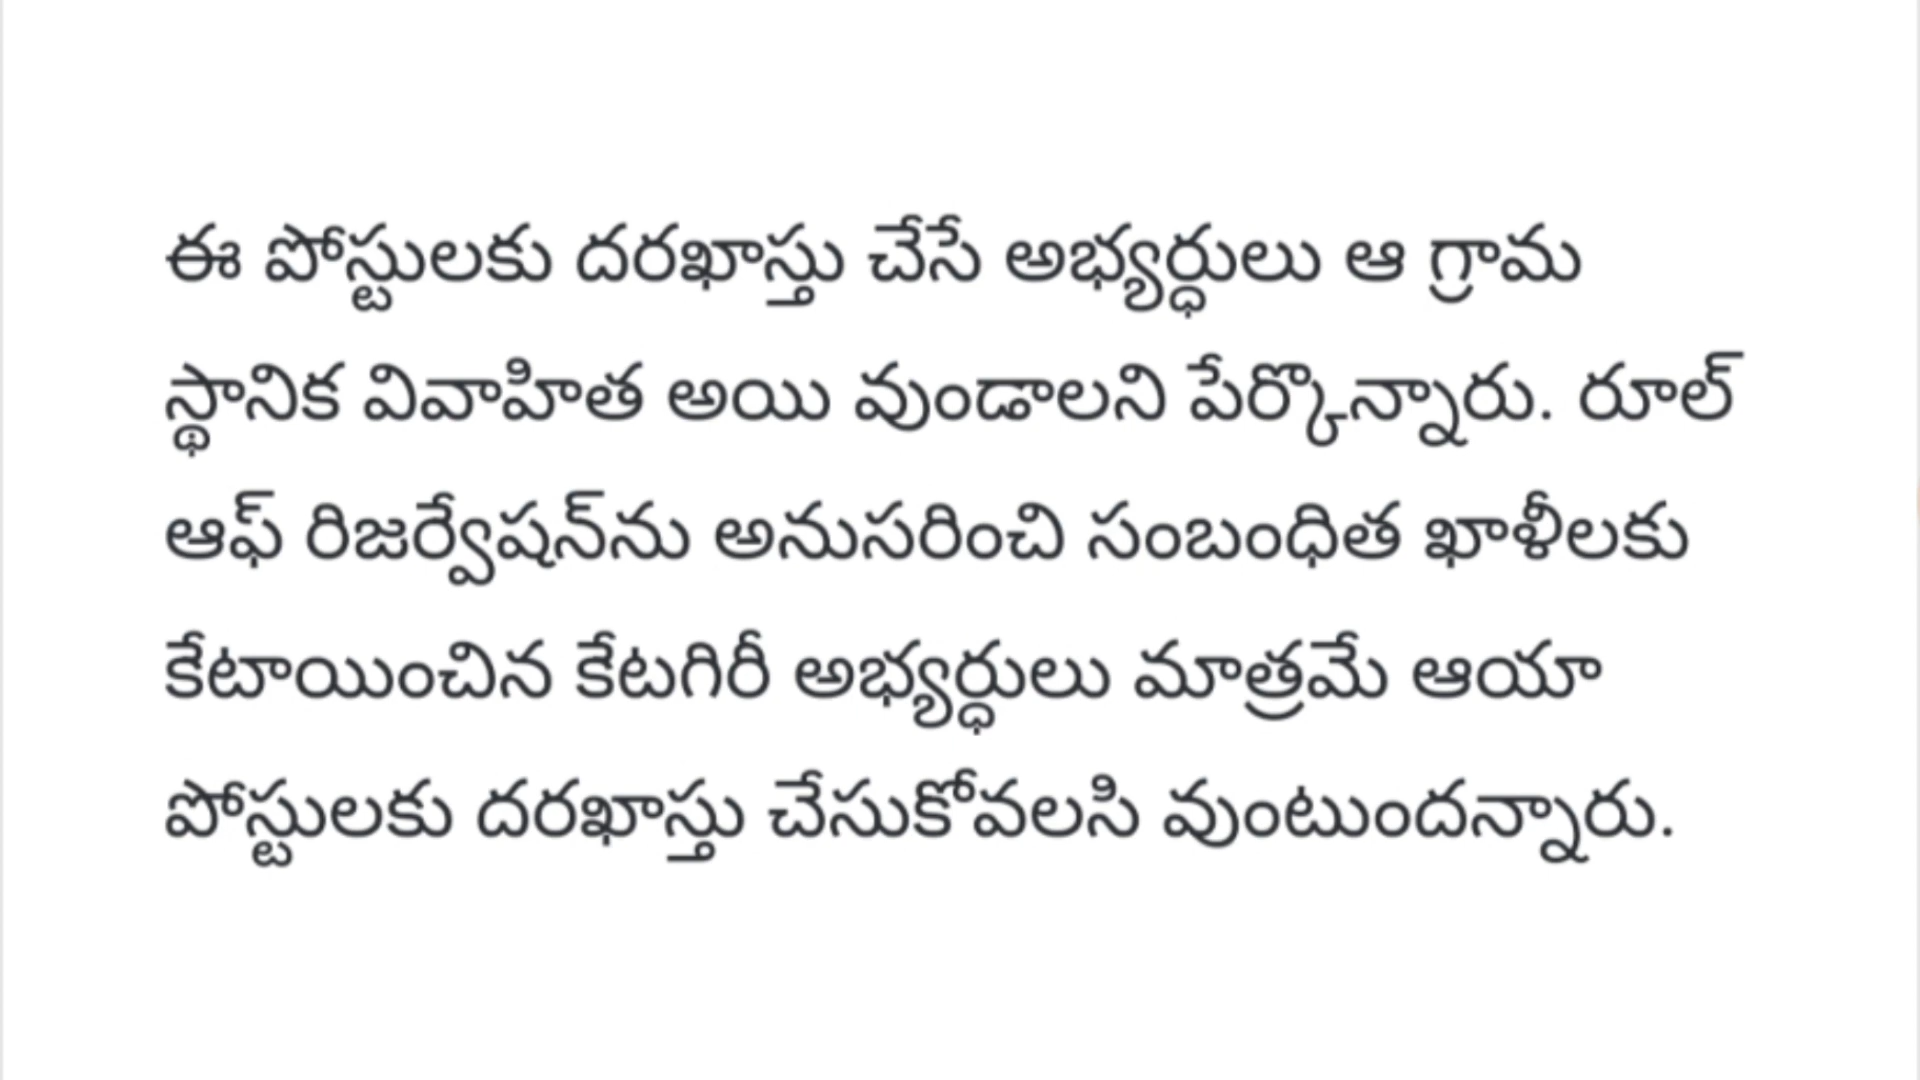 ఈ పోస్టులకు దరఖాస్తు చేసే అభ్యర్ధులు ఆ గ్రామ
స్థానిక వివాహిత అయి వుండాలని పేర్కొన్నారు. రూల్
ఆఫ్ రిజర్వేషన్‌ను అనుసరించి సంబంధిత ఖాళీలకు
కేటాయించిన కేటగిరీ అభ్యర్ధులు మాత్రమే ఆయా
పోస్టులకు దరఖాస్తు చేసుకోవలసి వుంటుందన్నారు.